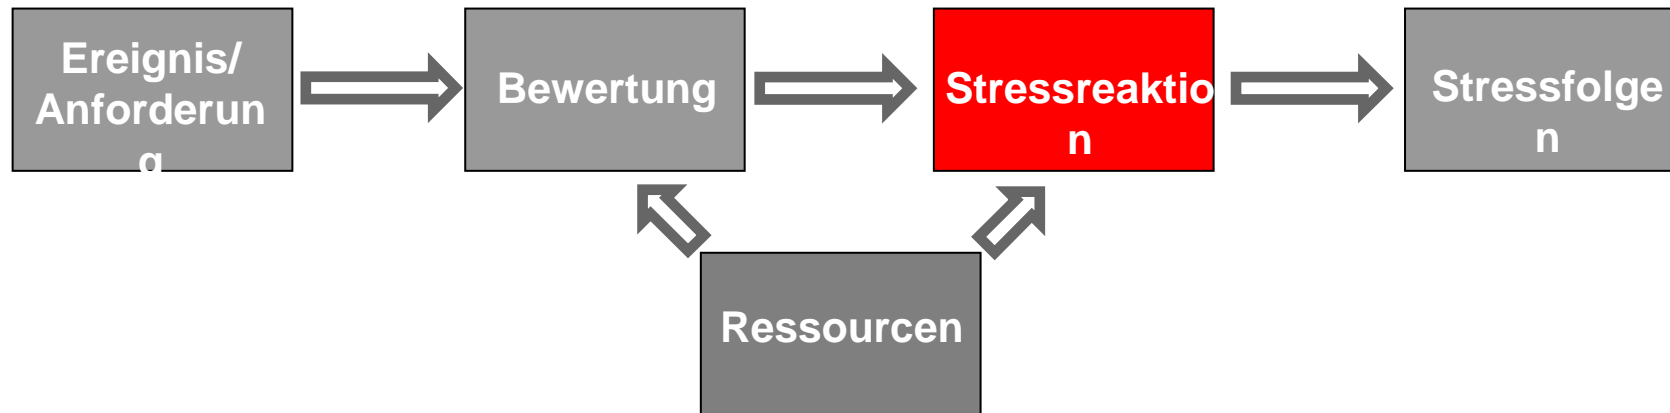 Ereignis/
Anforderun
g
Bewertung
Stressreaktio
n
Stressfolge
n
Ressourcen